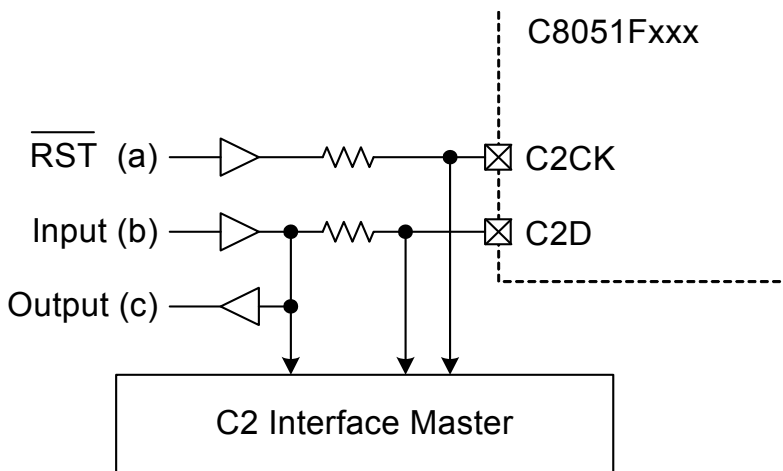 C8051Fxxx
RST (a)
C2CK
Input (b)
C2D
Output (c)
C2 Interface Master